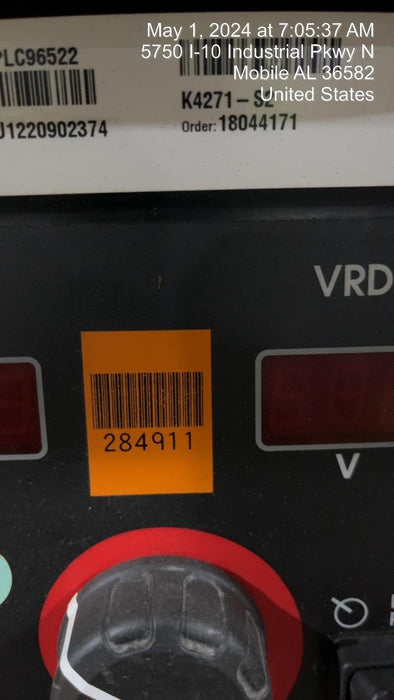 May 1, 2024 at 7:05:37 AM
5750 I-10 Industrial Pkwy N
Mobile AL 36582
United States
PLC96522
K4271-S2
J1220902374
Order: 18044171
VRD
284911
V